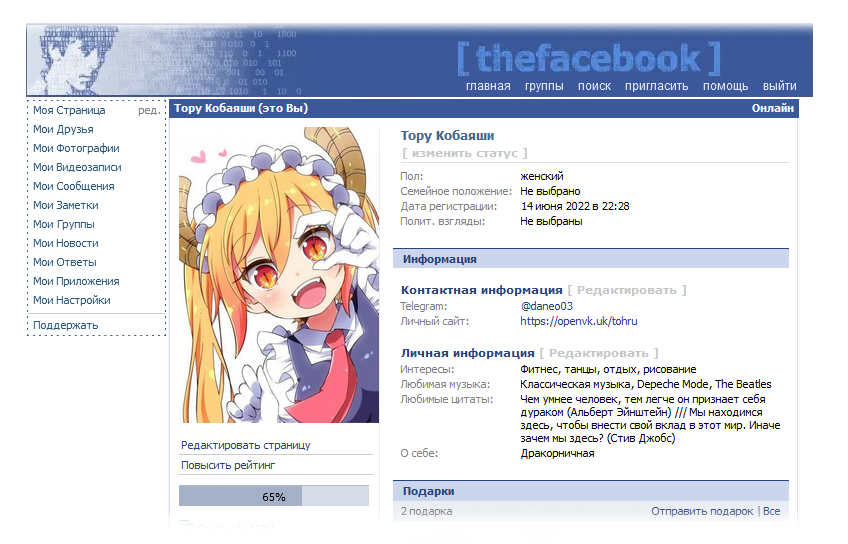 [ thefacebook ]
главная группы поиск пригласить помощь выйти
Моя Страница ред.
Мои Друзья
Мои Фотографии
Мои Видеозаписи
Мои Сообщения
Мои Заметки
Мои Группы
Мои Новости
Мои Ответы
Мои Приложения
Мои Настройки
Поддержать
Тору Кобаяши (это Вы) Онлайн
Редактировать страницу
Повысить рейтинг
65%
Тору Кобаяши
[ изменить статус ]
Пол: женский
Семейное положение: Не выбрано
Дата регистрации: 14 июня 2022 в 22:28
Полит. взгляды: Не выбраны
Информация
Контактная информация [ Редактировать ]
Telegram: @daneo03
Личный сайт: https://openvk.uk/tohru
Личная информация [ Редактировать ]
Интересы: Фитнес, танцы, отдых, рисование
Любимая музыка: Классическая музыка, Depeche Mode, The Beatles
Любимые цитаты: Чем умнее человек, тем легче он признает себя
дураком (Альберт Эйнштейн) /// Мы находимся
здесь, чтобы внести свой вклад в этот мир. Иначе
зачем мы здесь? (Стив Джобс)
О себе: Дракорничная
Подарки
2 подарка Отправить подарок | Все